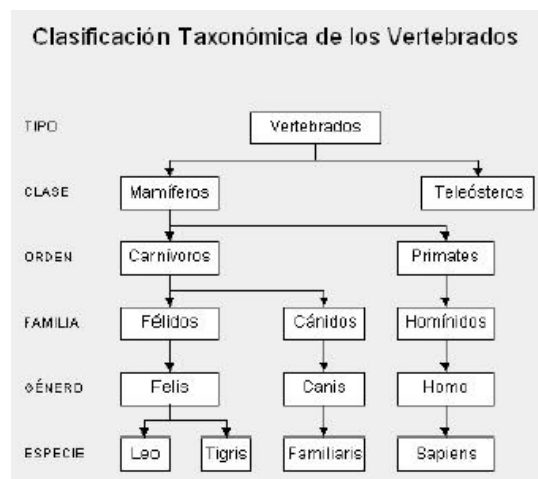 Clasificación Taxonómica de los Vertebrados
TIPO Vertebrados
CLASE Mamíferos Teleósteros
ORDEN Carnívoros Primates
FAMILIA Félidos Cánidos Homínidos
GÉNERO Felis Canis Homo
ESPECIE Leo Tigris Familiaris Sapiens